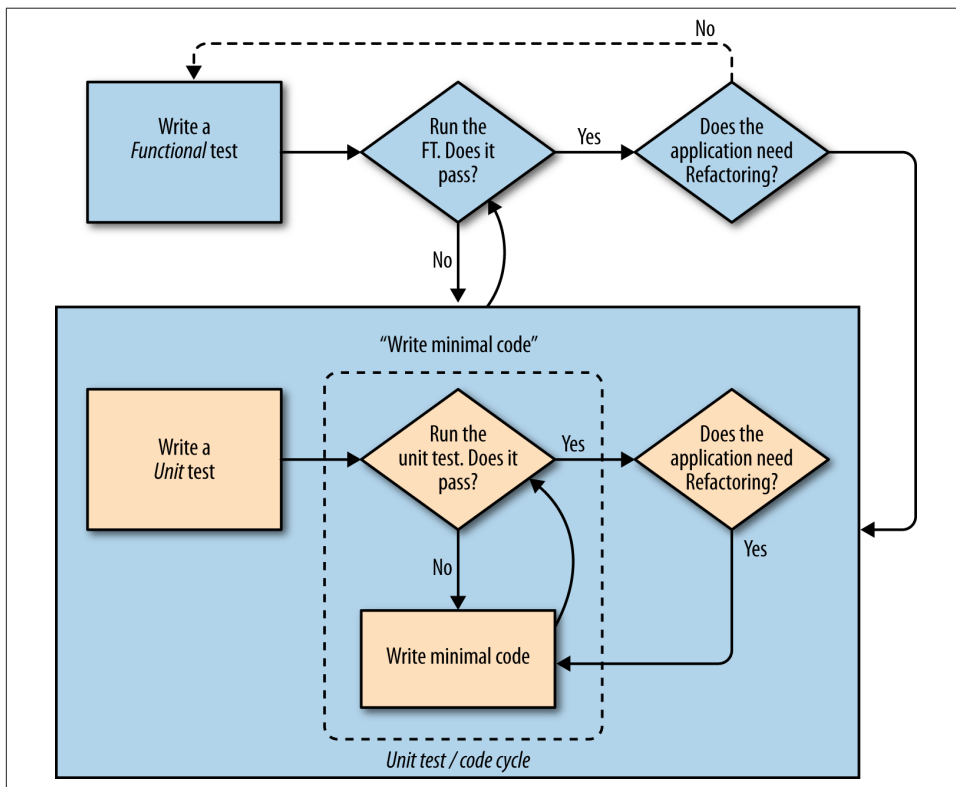 No
Write a
Functional test
Run the
FT. Does it
pass?
Yes
Does the
application need
Refactoring?
No
“Write minimal code”
Write a
Unit test
Run the
unit test. Does it
pass?
Yes
Does the
application need
Refactoring?
No
Yes
Write minimal code
Unit test / code cycle